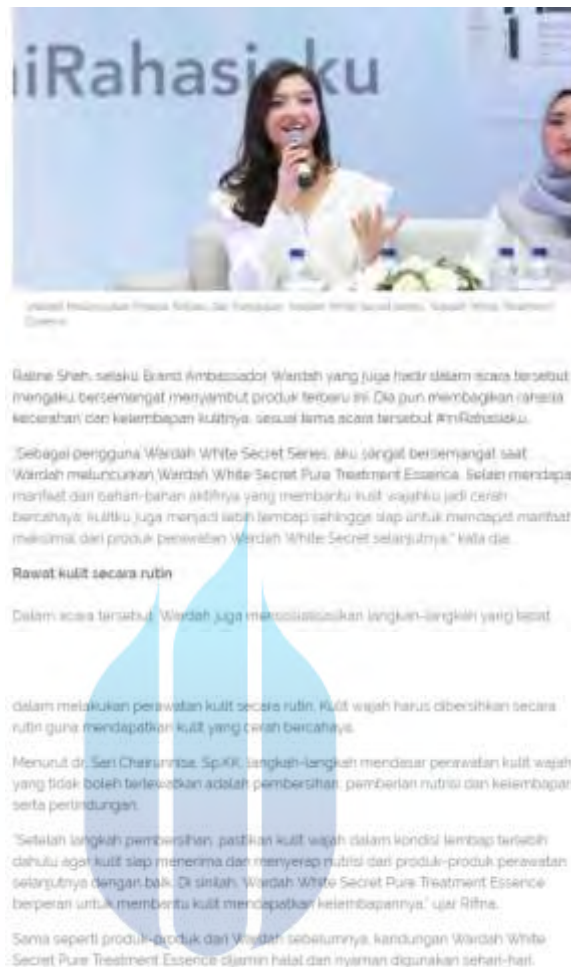 iRahasiaku
Raline Shah, selaku Brand Ambassador Wardah yang juga hadir dalam acara tersebut
mengaku bersemangat menyambut produk terbaru ini. Dia pun membagikan rahasia
kecerahan dan kelembapan kulitnya, sesuai tema acara tersebut #iniRahasiaku.
"Sebagai pengguna Wardah White Secret Series, aku sangat bersemangat saat
Wardah meluncurkan Wardah White Secret Pure Treatment Essence. Selain mendapa
manfaat dari bahan-bahan aktifnya yang membantu kulit wajahku jadi cerah
bercahaya, kulitku juga menjadi lebih lembap sehingga siap untuk mendapat manfaat
maksimal dari produk perawatan Wardah White Secret selanjutnya," kata dia.
Rawat kulit secara rutin
Dalam acara tersebut, Wardah juga mensosialisasikan langkah-langkah yang tepat
dalam melakukan perawatan kulit secara rutin. Kulit wajah harus dibersihkan secara
rutin guna mendapatkan kulit yang cerah bercahaya.
Menurut dr. Sari Chairunnisa, Sp.KK, langkah-langkah mendasar perawatan kulit wajah
yang tidak boleh terlewatkan adalah pembersihan, pemberian nutrisi dan kelembapan
serta perlindungan.
"Setelah langkah pembersihan, pastikan kulit wajah dalam kondisi lembap terlebih
dahulu agar kulit siap menerima dan menyerap nutrisi dari produk-produk perawatan
selanjutnya dengan baik. Di sinilah, Wardah White Secret Pure Treatment Essence
berperan untuk membantu kulit mendapatkan kelembapannya," ujar Rifina.
Sama seperti produk-produk dari Wardah sebelumnya, kandungan Wardah White
Secret Pure Treatment Essence dijamin halal dan nyaman digunakan sehari-hari.